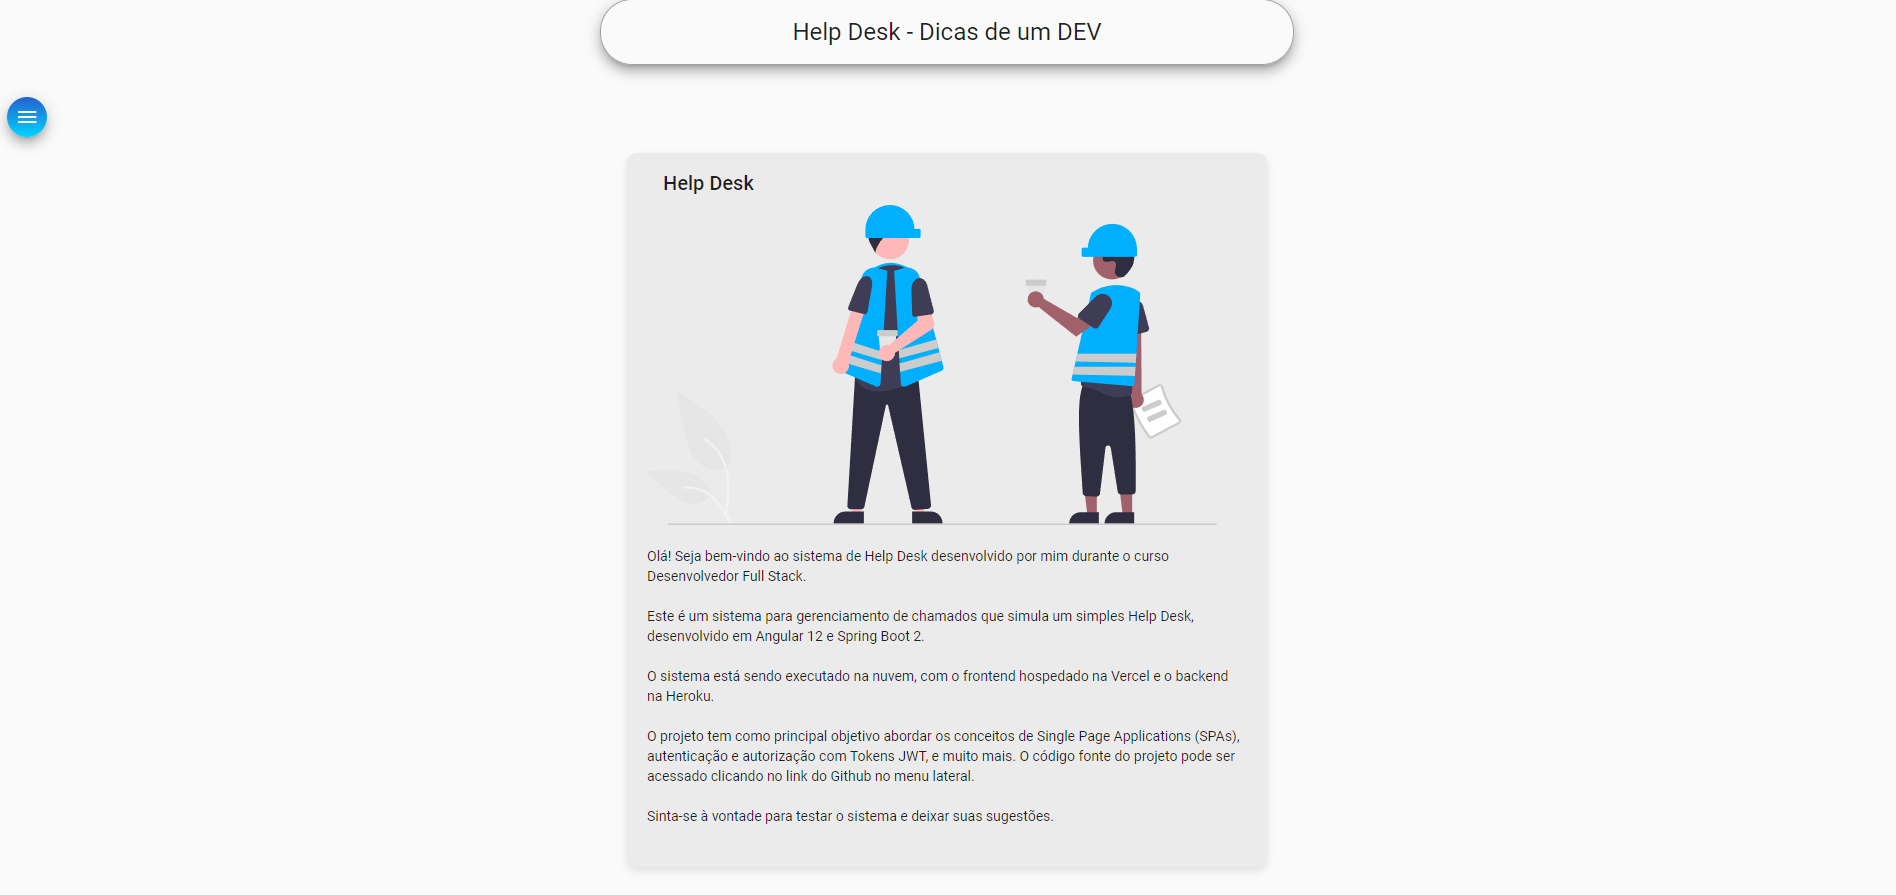 Help Desk - Dicas de um DEV
Help Desk
Olá! Seja bem-vindo ao sistema de Help Desk desenvolvido por mim durante o curso
Desenvolvedor Full Stack.
Este é um sistema para gerenciamento de chamados que simula um simples Help Desk,
desenvolvido em Angular 12 e Spring Boot 2.
O sistema está sendo executado na nuvem, com o frontend hospedado na Vercel e o backend
na Heroku.
O projeto tem como principal objetivo abordar os conceitos de Single Page Applications (SPAs),
autenticação e autorização com Tokens JWT, e muito mais. O código fonte do projeto pode ser
acessado clicando no link do Github no menu lateral.
Sinta-se à vontade para testar o sistema e deixar suas sugestões.